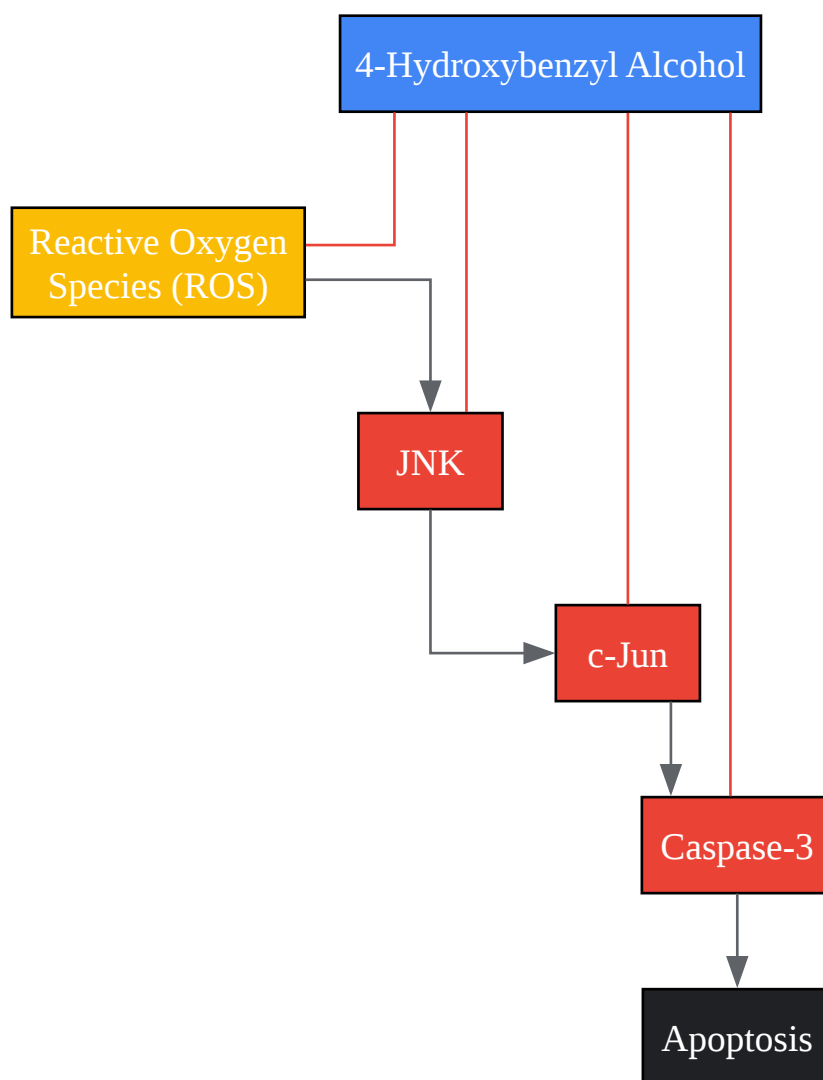 4-Hydroxybenzyl Alcohol
Reactive Oxygen
Species (ROS)
JNK
c-Jun
Caspase-3
Apoptosis